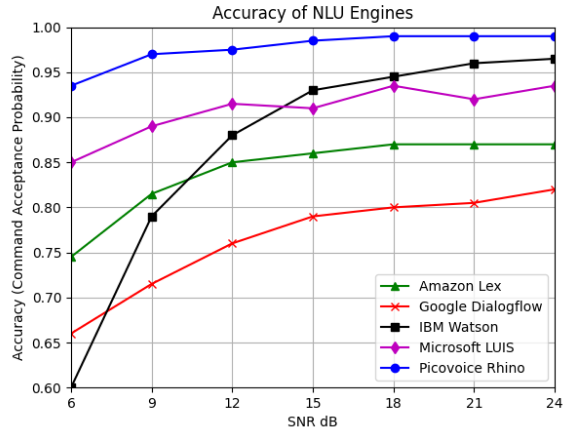 Accuracy of NLU Engines
Accuracy (Command Acceptance Probability)
1.00
0.95
0.90
0.85
0.80
0.75
0.70
0.65
0.60
6 9 12 15 18 21 24
SNR dB
Amazon Lex
Google Dialogflow
IBM Watson
Microsoft LUIS
Picovoice Rhino